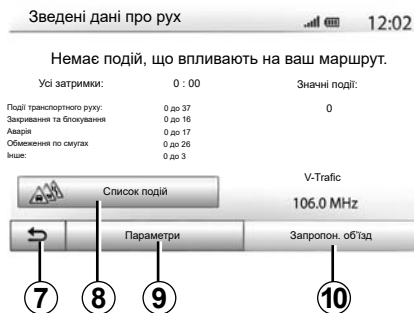 Зведені дані про рух 12:02
Немає подій, що впливають на ваш маршрут.
Усі затримки: 0 : 00 Значні події:
Події транспортного руху: 0 до 37 0
Закривання та блокування 0 до 16
Аварія 0 до 17
Обмеження по смугах 0 до 26
Інше: 0 до 3
V-Trafic
Список подій
106.0 MHz
Параметри Запропон. об'їзд
7 8 9 10